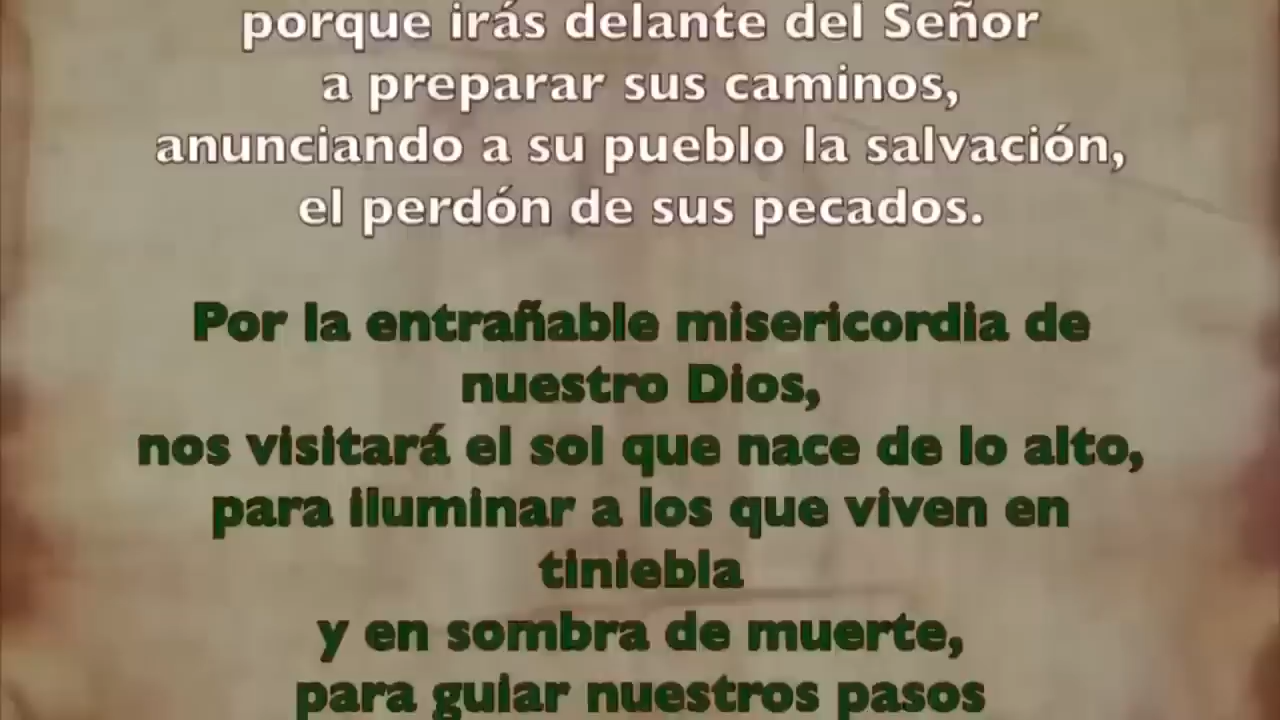 porque irás delante del Señor
a preparar sus caminos,
anunciando a su pueblo la salvación,
el perdón de sus pecados.
Por la entrañable misericordia de
nuestro Dios,
nos visitará el sol que nace de lo alto,
para iluminar a los que viven en
tiniebla
y en sombra de muerte,
para guiar nuestros pasos